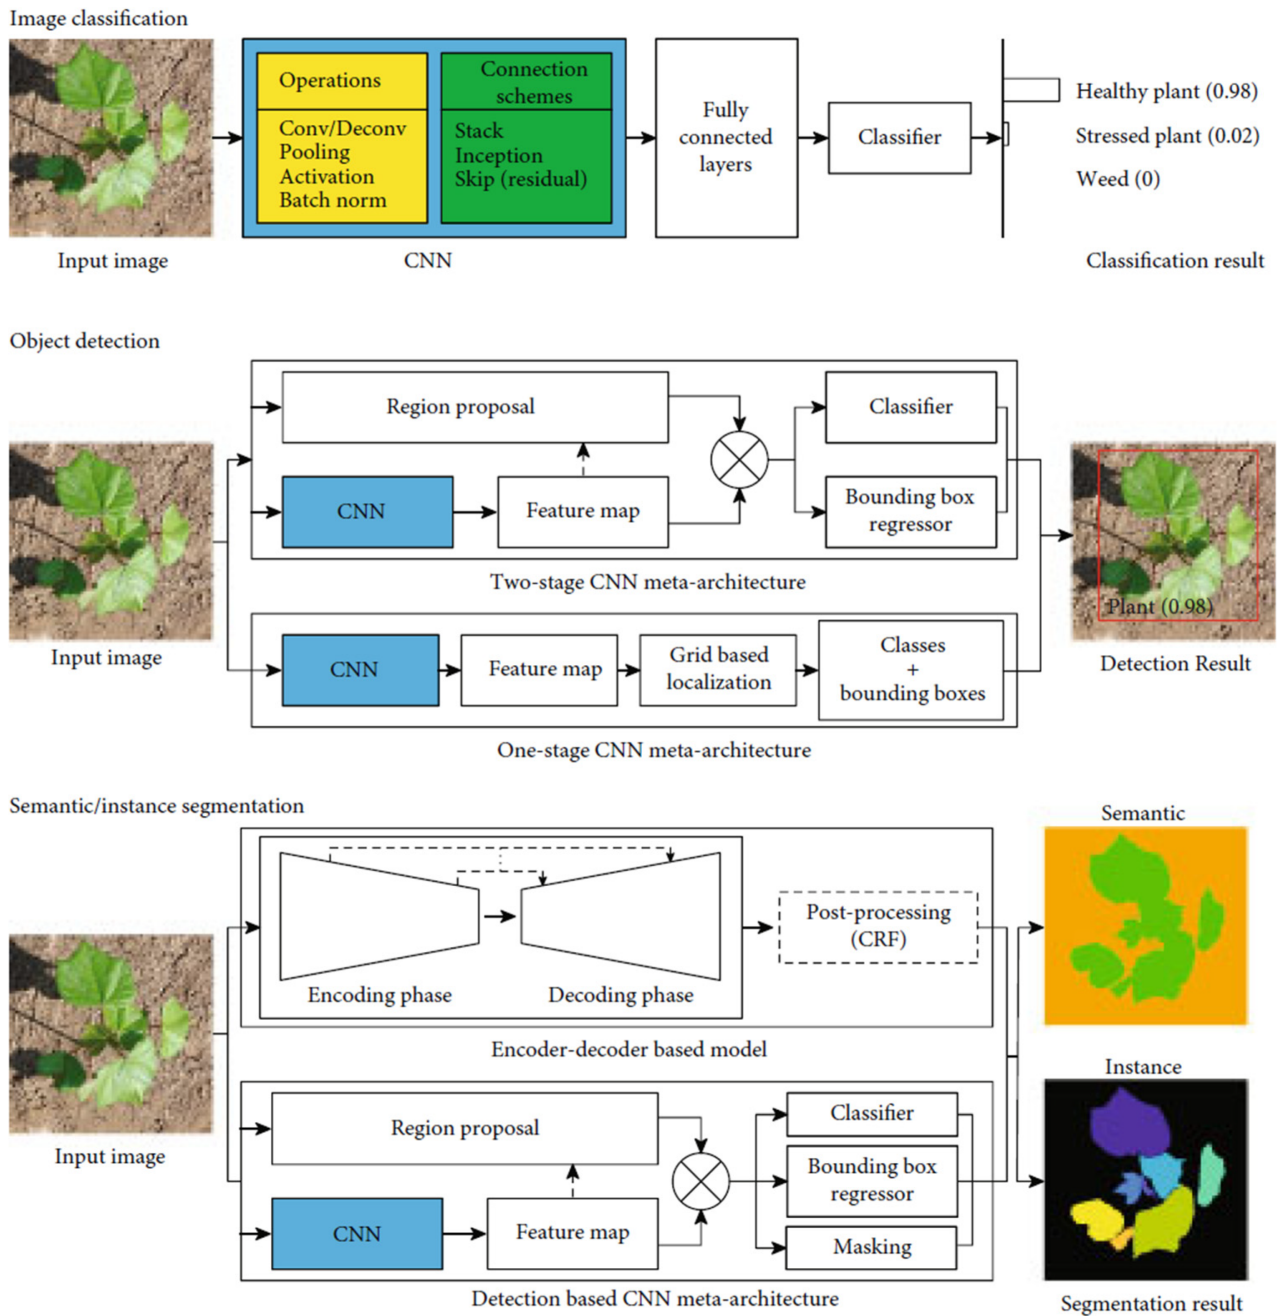 Image classification
Operations
Conv/Deconv
Pooling
Activation
Batch norm
Connection
schemes
Stack
Inception
Skip (residual)
Fully
connected
layers
Classifier
Healthy plant (0.98)
Stressed plant (0.02)
Weed (0)
Input image
CNN
Classification result
Object detection
Region proposal
Classifier
CNN
Feature map
Bounding box
regressor
Two-stage CNN meta-architecture
Input image
CNN
Feature map
Grid based
localization
Classes
+
bounding boxes
One-stage CNN meta-architecture
Plant (0.98)
Detection Result
Semantic/instance segmentation
Encoding phase
Decoding phase
Post-processing
(CRF)
Encoder-decoder based model
Semantic
Input image
Region proposal
CNN
Feature map
Classifier
Bounding box
regressor
Masking
Detection based CNN meta-architecture
Instance
Segmentation result